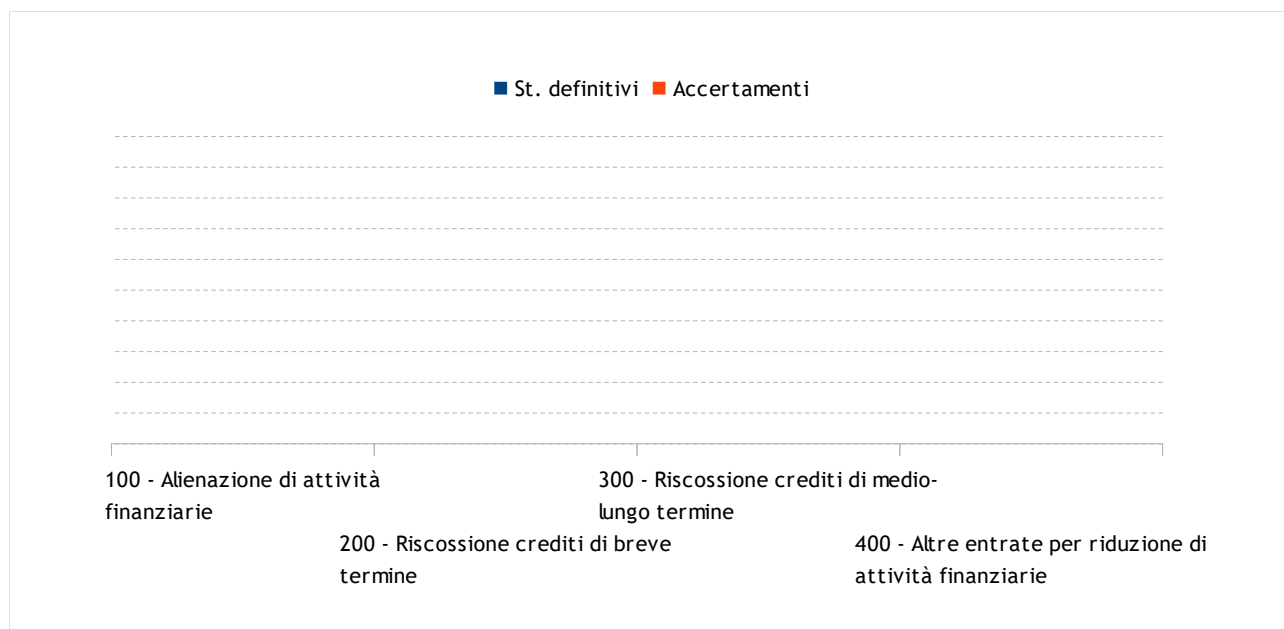 St. definitivi Accertamenti
100 - Alienazione di attività
finanziarie
200 - Riscossione crediti di breve
termine
300 - Riscossione crediti di medio-
lungo termine
400 - Altre entrate per riduzione di
attività finanziarie